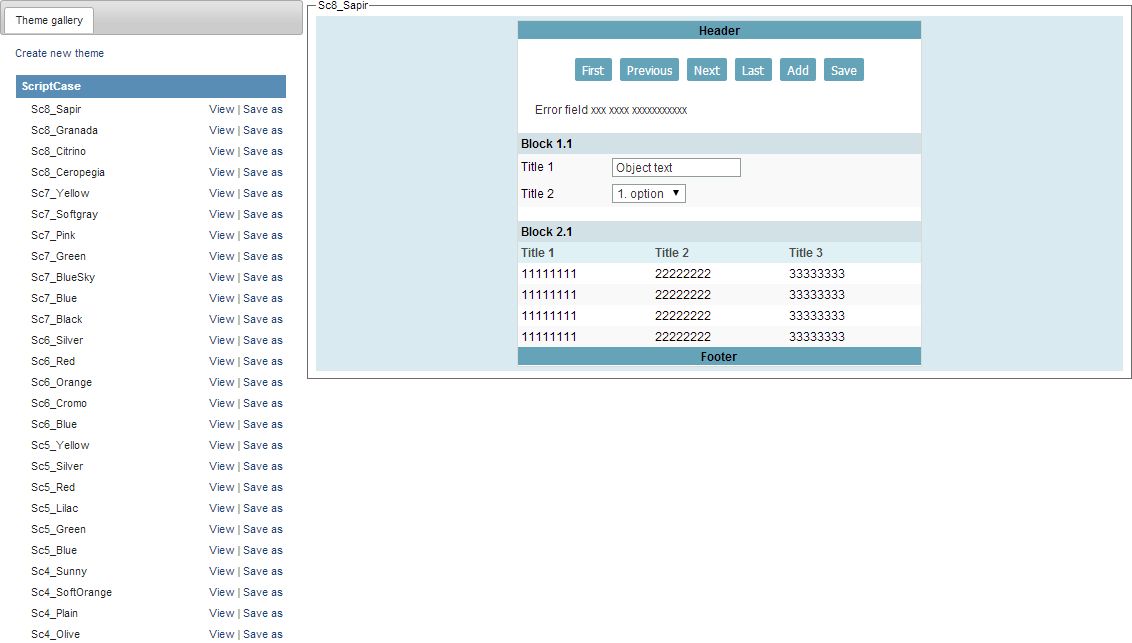 Theme gallery
Create new theme
ScriptCase
Sc8_Sapir View | Save as
Sc8_Granada View | Save as
Sc8_Citrino View | Save as
Sc8_Ceropegia View | Save as
Sc7_Yellow View | Save as
Sc7_Softgray View | Save as
Sc7_Pink View | Save as
Sc7_Green View | Save as
Sc7_BlueSky View | Save as
Sc7_Blue View | Save as
Sc7_Black View | Save as
Sc6_Silver View | Save as
Sc6_Red View | Save as
Sc6_Orange View | Save as
Sc6_Cromo View | Save as
Sc6_Blue View | Save as
Sc5_Yellow View | Save as
Sc5_Silver View | Save as
Sc5_Red View | Save as
Sc5_Lilac View | Save as
Sc5_Green View | Save as
Sc5_Blue View | Save as
Sc4_Sunny View | Save as
Sc4_SoftOrange View | Save as
Sc4_Plain View | Save as
Sc4_Olive View | Save as
Sc8_Sapir
Header
First Previous Next Last Add Save
Error field xxx xxxx xxxxxxxxxxx
Block 1.1
Title 1 Object text
Title 2 1. option
Block 2.1
Title 1 Title 2 Title 3
11111111 22222222 33333333
11111111 22222222 33333333
11111111 22222222 33333333
11111111 22222222 33333333
Footer